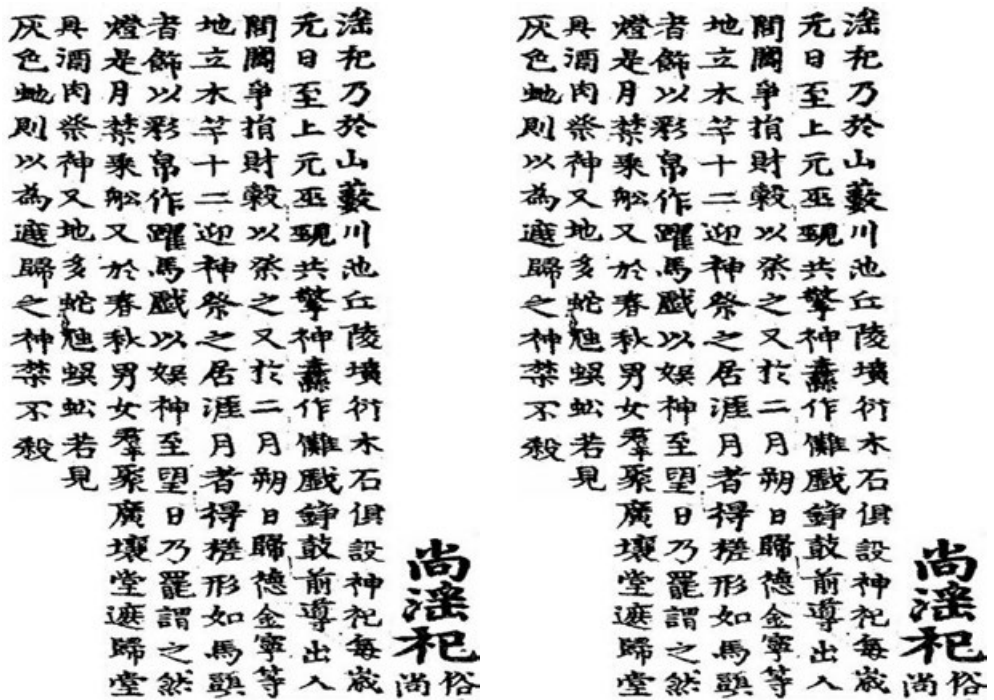 尚淫祀俗尚
淫祀乃於山藪川池丘陵墳衍木石俱設神祀每歲
元日至上元巫覡共擎神纛作儺戱錚鼓前導出入
閭閻爭捐財糓以祭之又於二月朔日歸德金寧等
地立木竿十二迎神祭之居涯月者得槎形如馬頭
者飾以彩帛作躍馬戱以娛神至望日乃罷謂之然
燈是月禁乘舩又於春秋男女羣聚廣壤堂遮歸堂
具酒肉祭神又地多蛇虺蜈蚣若見
灰色虵則以為遮歸之神禁不殺
尚淫祀俗尚
淫祀乃於山藪川池丘陵墳衍木石俱設神祀每歲
元日至上元巫覡共擎神纛作儺戱錚鼓前導出入
閭閻爭捐財糓以祭之又於二月朔日歸德金寧等
地立木竿十二迎神祭之居涯月者得槎形如馬頭
者飾以彩帛作躍馬戱以娛神至望日乃罷謂之然
燈是月禁乘舩又於春秋男女羣聚廣壤堂遮歸堂
具酒肉祭神又地多蛇虺蜈蚣若見
灰色虵則以為遮歸之神禁不殺